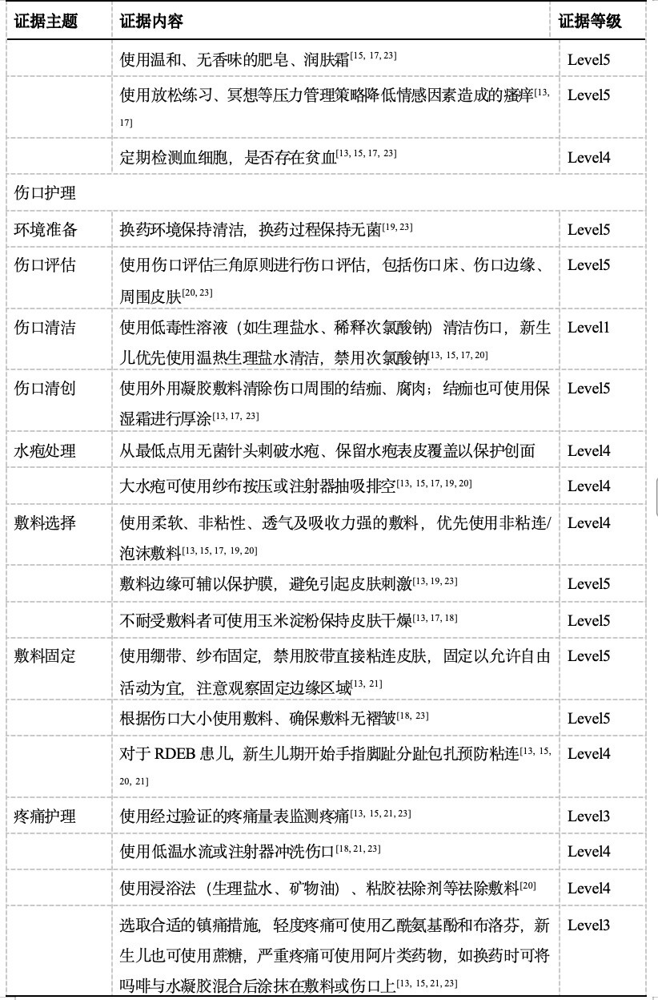 证据主题 证据内容 证据等级
使用温和、无香味的肥皂、润肤霜[15, 17, 23] Level5
使用放松练习、冥想等压力管理策略降低情感因素造成的瘙痒[13, Level5
17]
定期检测血细胞，是否存在贫血[13, 15, 17, 23] Level4
伤口护理
环境准备 换药环境保持清洁，换药过程保持无菌[19, 23] Level5
伤口评估 使用伤口评估三角原则进行伤口评估，包括伤口床、伤口边缘、 Level5
周围皮肤[20, 23]
伤口清洁 使用低毒性溶液（如生理盐水、稀释次氯酸钠）清洁伤口，新生 Level1
儿优先使用温热生理盐水清洁，禁用次氯酸钠[13, 15, 17, 20]
伤口清创 使用外用凝胶敷料清除伤口周围的结痂、腐肉；结痂也可使用保 Level5
湿霜进行厚涂[13, 17, 23]
水疱处理 从最低点用无菌针头刺破水疱、保留水疱表皮覆盖以保护创面 Level4
大水疱可使用纱布按压或注射器抽吸排空[13, 15, 17, 19, 20] Level4
敷料选择 使用柔软、非粘性、透气及吸收力强的敷料，优先使用非粘连/ Level4
泡沫敷料[13, 15, 17, 19, 20]
敷料边缘可辅以保护膜，避免引起皮肤刺激[13, 19, 23] Level5
不耐受敷料者可使用玉米淀粉保持皮肤干燥[13, 17, 18] Level5
敷料固定 使用绷带、纱布固定，禁用胶带直接粘连皮肤，固定以允许自由 Level5
活动为宜，注意观察固定边缘区域[13, 21]
根据伤口大小使用敷料、确保敷料无褶皱[18, 23] Level5
对于 RDEB 患儿，新生儿期开始手指脚趾分趾包扎预防粘连[13, 15, Level4
20, 21]
疼痛护理 使用经过验证的疼痛量表监测疼痛[13, 15, 21, 23] Level3
使用低温水流或注射器冲洗伤口[18, 21, 23] Level4
使用浸浴法（生理盐水、矿物油）、粘胶祛除剂等祛除敷料[20] Level4
选取合适的镇痛措施，轻度疼痛可使用乙酰氨基酚和布洛芬，新 Level3
生儿也可使用蔗糖，严重疼痛可使用阿片类药物，如换药时可将
吗啡与水凝胶混合后涂抹在敷料或伤口上[13, 15, 21, 23]